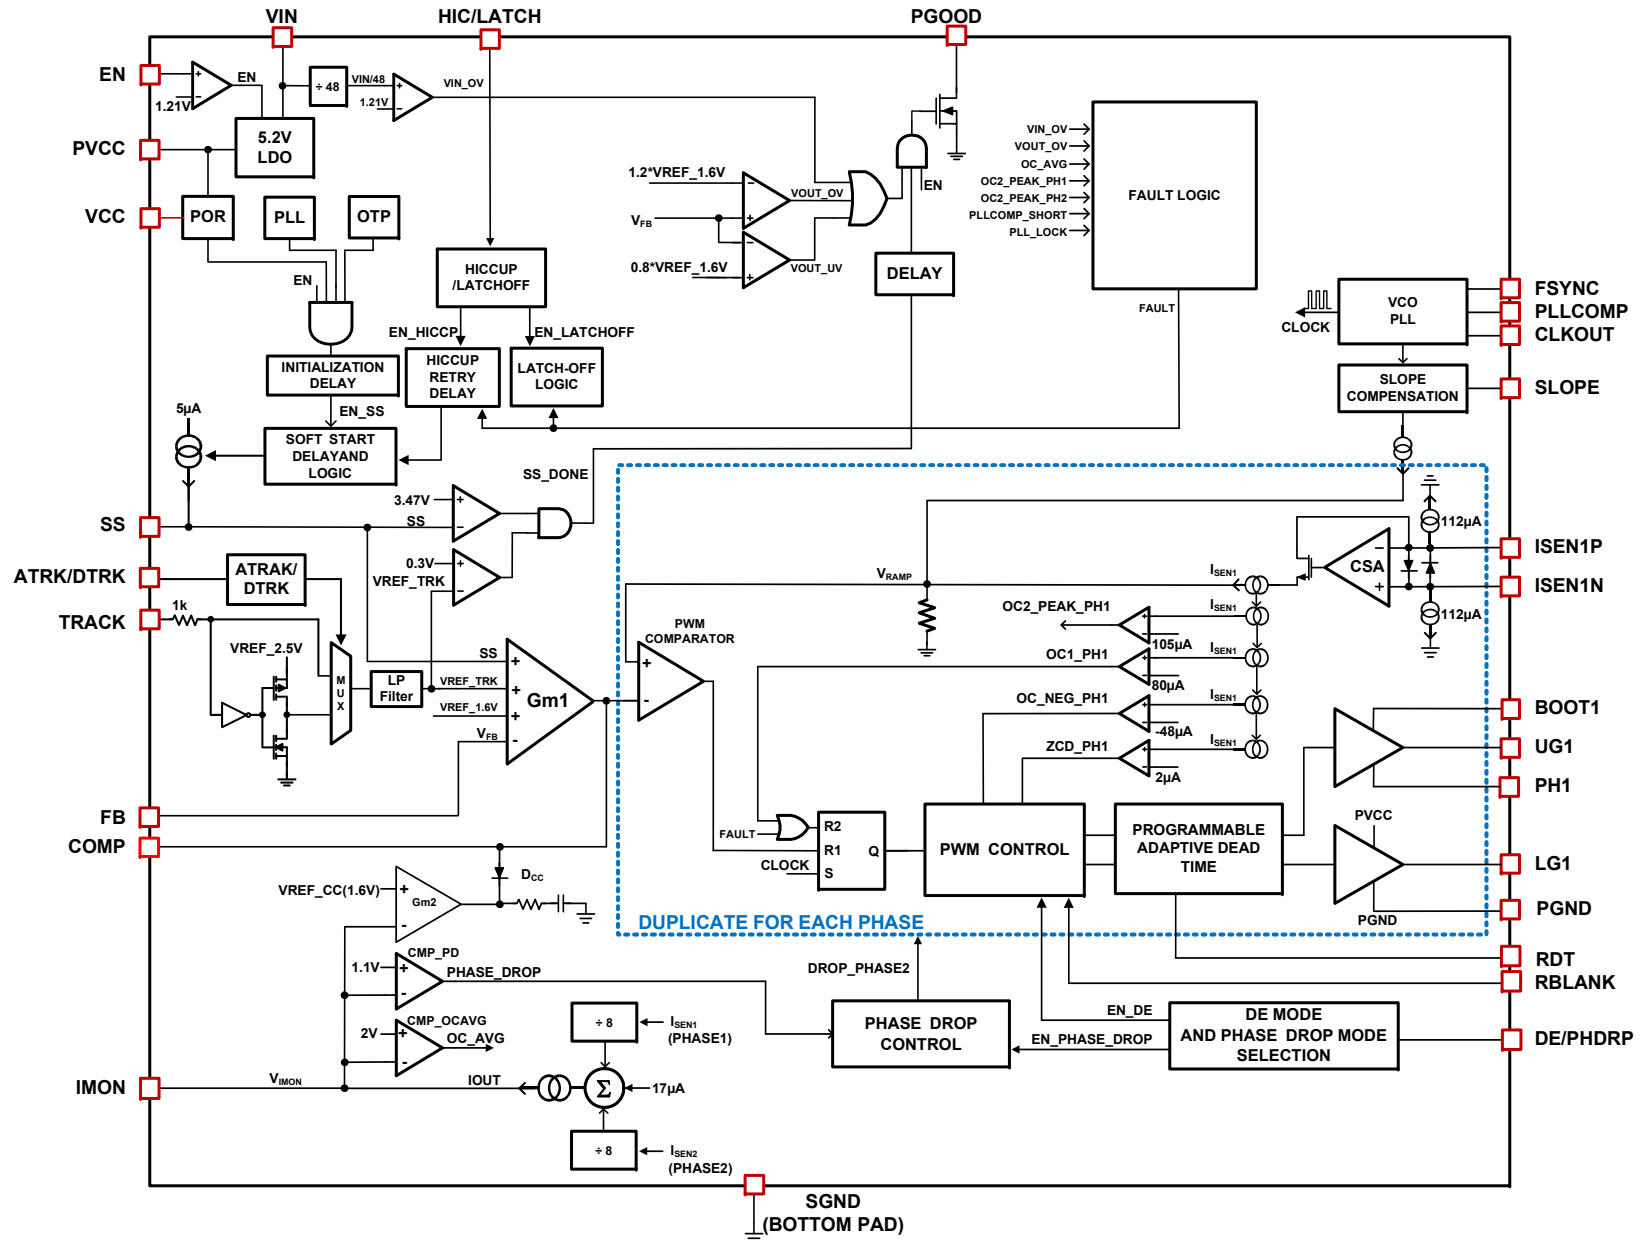 VIN
HIC/LATCH
PGOOD
EN
+
−
1.21V
EN
÷ 48
VIN/48
+
1.21V
−
VIN_OV
PVCC
5.2V
LDO
VCC
POR
PLL
OTP
EN
INITIALIZATION
DELAY
EN_SS
5µA
SOFT START
DELAYAND
LOGIC
HICCUP
/LATCHOFF
EN_HICCP
EN_LATCHOFF
HICCUP
RETRY
DELAY
LATCH-OFF
LOGIC
1.2*VREF_1.6V
−
+
VOUT_OV
VFB
−
+
0.8*VREF_1.6V
VOUT_UV
EN
DELAY
VIN_OV
VOUT_OV
OC_AVG
OC2_PEAK_PH1
OC2_PEAK_PH2
PLLCOMP_SHORT
PLL_LOCK
FAULT LOGIC
FAULT
CLOCK
VCO
PLL
FSYNC
PLLCOMP
CLKOUT
SLOPE
COMPENSATION
SLOPE
SS_DONE
SS
3.47V
+
SS
−
0.3V
+
VREF_TRK
−
ATRK/DTRK
ATRAK/
DTRK
TRACK
1k
VREF_2.5V
M
U
X
LP
Filter
SS
+
VREF_TRK
+
VREF_1.6V
+
VFB
-
Gm1
PWM
COMPARATOR
+
-
VRAMP
ISEN1
OC2_PEAK_PH1
+
−
105µA
ISEN1
OC1_PH1
+
−
80µA
ISEN1
OC_NEG_PH1
+
−
-48µA
ISEN1
ZCD_PH1
+
−
2µA
ISEN1
CSA
−
+
112µA
112µA
ISEN1P
ISEN1N
BOOT1
UG1
PH1
PVCC
LG1
PGND
PGND
FB
COMP
FAULT
CLOCK
R2
R1
S
Q
PWM CONTROL
PROGRAMMABLE
ADAPTIVE DEAD
TIME
DUPLICATE FOR EACH PHASE
VREF_CC(1.6V)
+
-
Gm2
DCC
1.1V
+
-
CMP_PD
PHASE_DROP
2V
+
-
CMP_OCAVG
OC_AVG
IMON
VIMON
IOUT
÷ 8
ISEN1
(PHASE1)
Σ
17µA
÷ 8
ISEN2
(PHASE2)
DROP_PHASE2
PHASE DROP
CONTROL
EN_DE
EN_PHASE_DROP
DE MODE
AND PHASE DROP MODE
SELECTION
RDT
RBLANK
DE/PHDRP
SGND
(BOTTOM PAD)